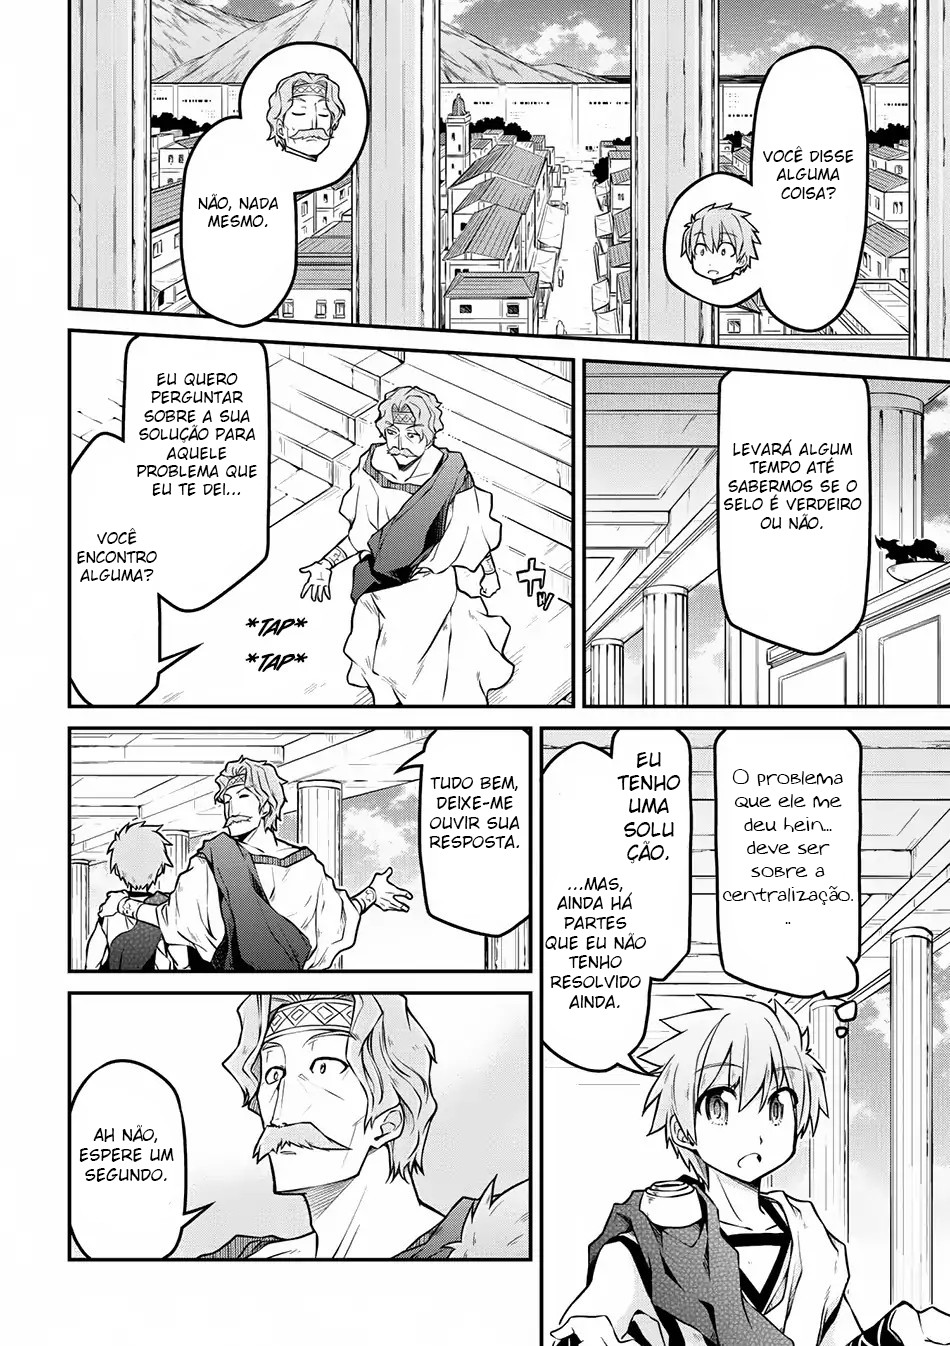 VOCÊ DISSE
ALGUMA
COISA?
NÃO, NADA
MESMO.
LEVARÁ ALGUM
TEMPO ATÉ
SABERMOS SE O
SELO É VERDEIRO
OU NÃO.
EU QUERO
PERGUNTAR
SOBRE A SUA
SOLUÇÃO PARA
AQUELE
PROBLEMA QUE
EU TE DEI...
VOCÊ
ENCONTRO
ALGUMA?
*TAP*
*TAP*
O problema
que ele me
deu hein...
deve ser
sobre a
centralização.
..
EU
TENHO
UMA
SOLU
ÇÃO.
...MAS,
AINDA HÁ
PARTES
QUE EU NÃO
TENHO
RESOLVIDO
AINDA.
TUDO BEM,
DEIXE-ME
OUVIR SUA
RESPOSTA.
AH NÃO,
ESPERE UM
SEGUNDO.